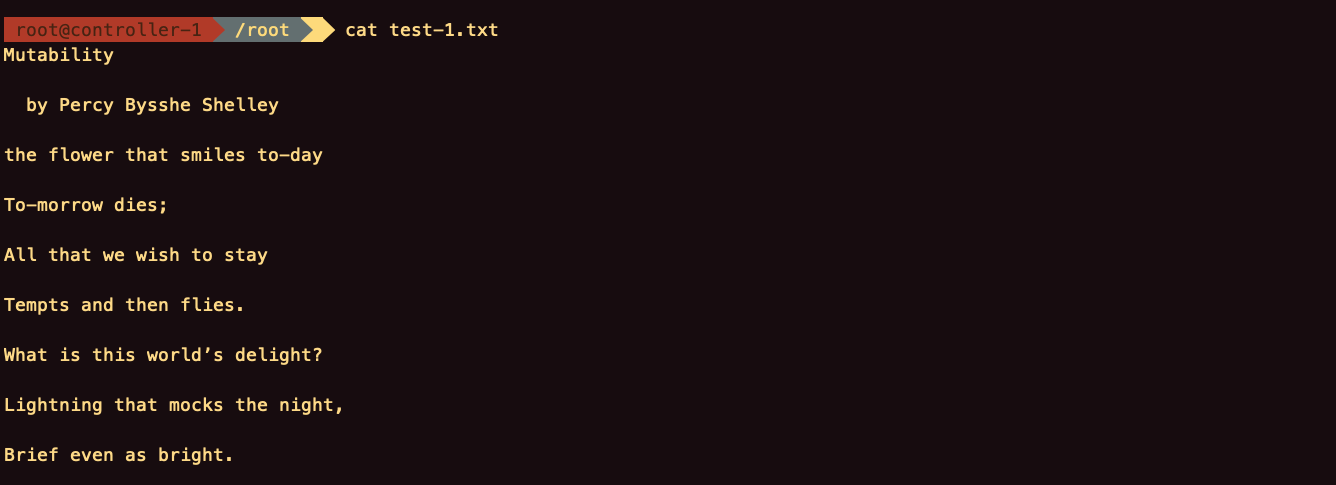 root@controller-1 /root cat test-1.txt
Mutability
by Percy Bysshe Shelley
the flower that smiles to-day
To-morrow dies;
All that we wish to stay
Tempts and then flies.
What is this world’s delight?
Lightning that mocks the night,
Brief even as bright.